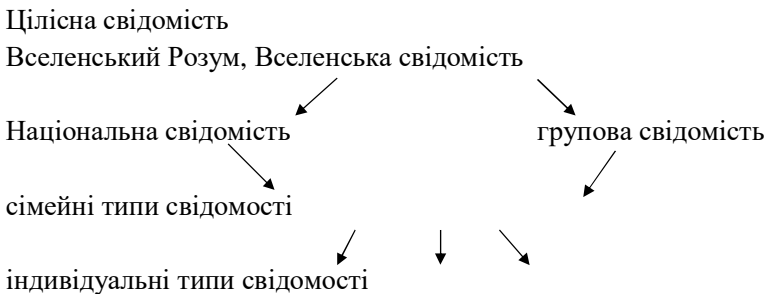 Цілісна свідомість
Вселенський Розум, Вселенська свідомість
Національна свідомість групова свідомість
сімейні типи свідомості
індивідуальні типи свідомості